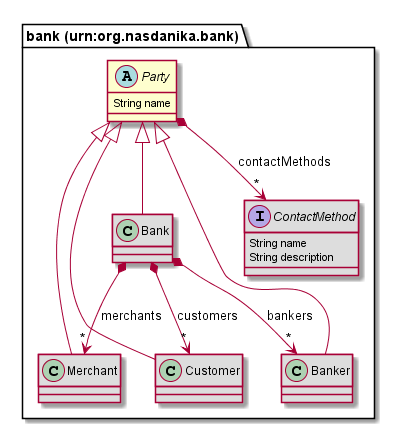 bank (urn:org.nasdanika.bank)
A Party
String name
contactMethods
*
I ContactMethod
String name
String description
C Bank
merchants
customers
bankers
*
*
*
C Merchant
C Customer
C Banker